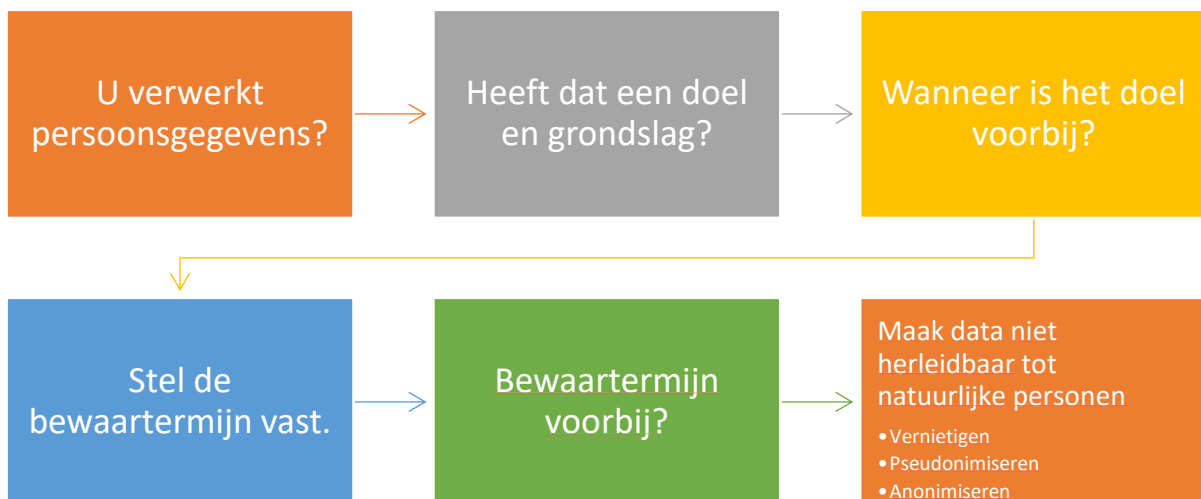 U verwerkt
persoonsgegevens?
Heeft dat een doel
en grondslag?
Wanneer is het doel
voorbij?
Stel de
bewaartermijn vast.
Bewaartermijn
voorbij?
Maak data niet
herleidbaar tot
natuurlijke personen
•Vernietigen
•Pseudonimiseren
•Anonimiseren